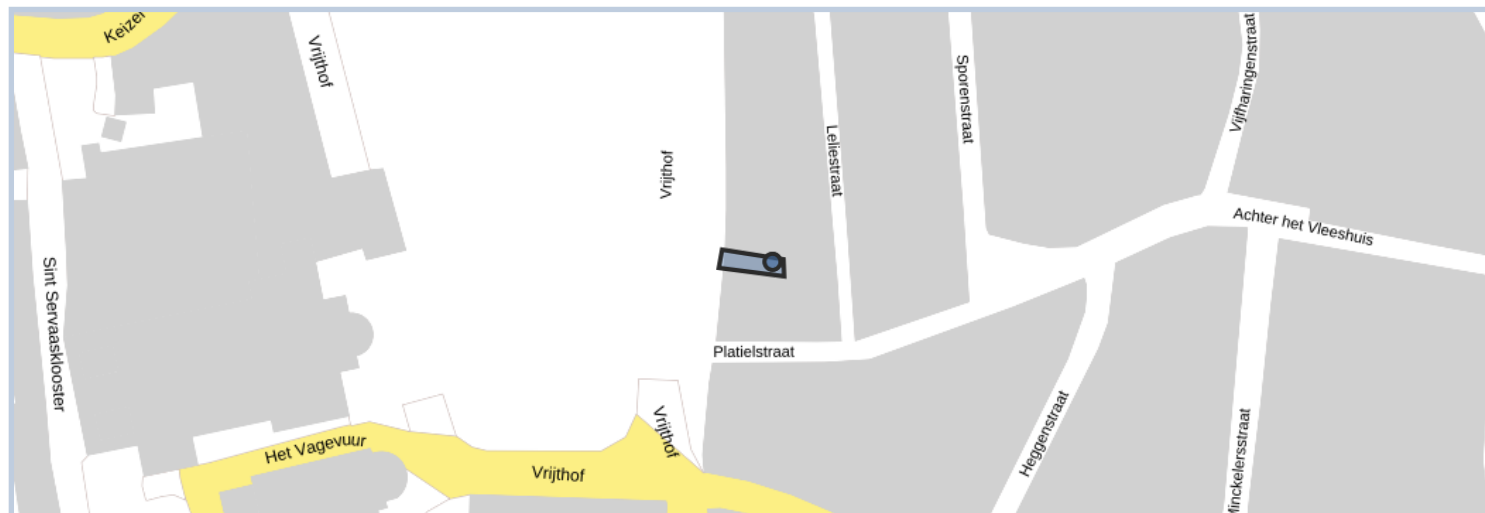 Keizer
Vrijthof
Vrijthof
Leliestraat
Sporenstraat
Vijfharingenstraat
Achter het Vleeshuis
Sint Servaasklooster
Platielstraat
Heggenstraat
Minckelersstraat
Het Vagevuur
Vrijthof
Vrijthof